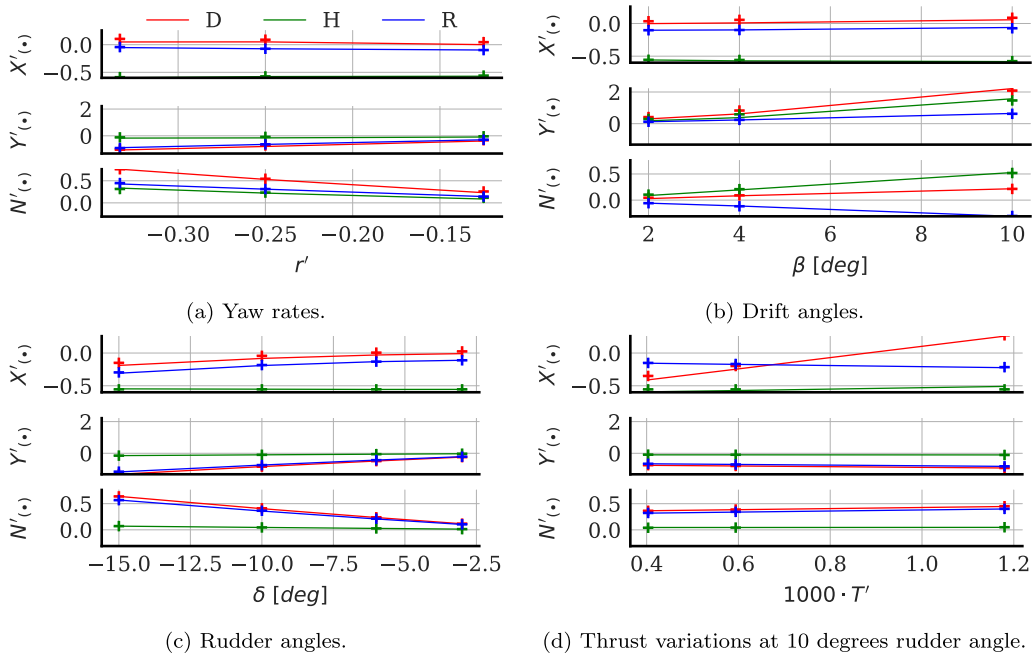 D H R
X'(•)
0.0
−0.5
Y'(•)
2
0
N'(•)
0.5
0.0
−0.30 −0.25 −0.20 −0.15
r'
(a) Yaw rates.
X'(•)
0.0
−0.5
Y'(•)
2
0
N'(•)
0.5
0.0
2 4 6 8 10
β [deg]
(b) Drift angles.
X'(•)
0.0
−0.5
Y'(•)
2
0
N'(•)
0.5
0.0
−15.0 −12.5 −10.0 −7.5 −5.0 −2.5
δ [deg]
(c) Rudder angles.
X'(•)
0.0
−0.5
Y'(•)
2
0
N'(•)
0.5
0.0
0.4 0.6 0.8 1.0 1.2
1000 · T'
(d) Thrust variations at 10 degrees rudder angle.